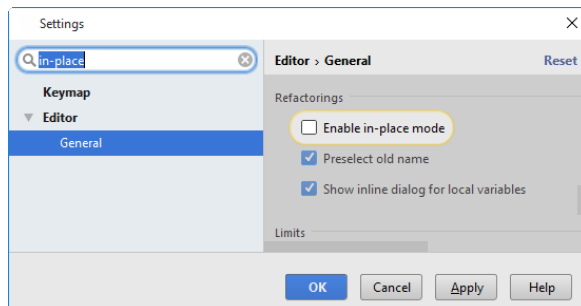 Settings
in-place
Editor › General
Reset
Keymap
Editor
General
Refactorings
Enable in-place mode
Preselect old name
Show inline dialog for local variables
Limits
OK
Cancel
Apply
Help